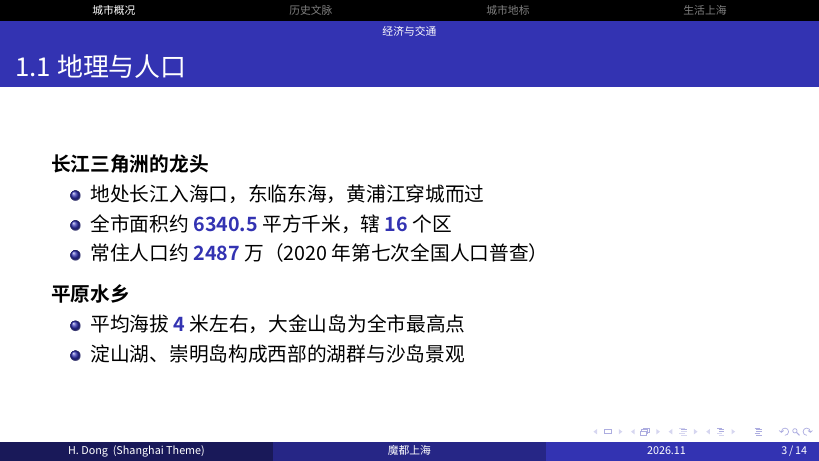 城市概况 历史文脉 城市地标 生活上海
经济与交通
1.1 地理与人口
长江三角洲的龙头
地处长江入海口，东临东海，黄浦江穿城而过
全市面积约 6340.5 平方千米，辖 16 个区
常住人口约 2487 万（2020 年第七次全国人口普查）
平原水乡
平均海拔 4 米左右，大金山岛为全市最高点
淀山湖、崇明岛构成西部的湖群与沙岛景观
H. Dong (Shanghai Theme) 魔都上海 2026.11 3 / 14